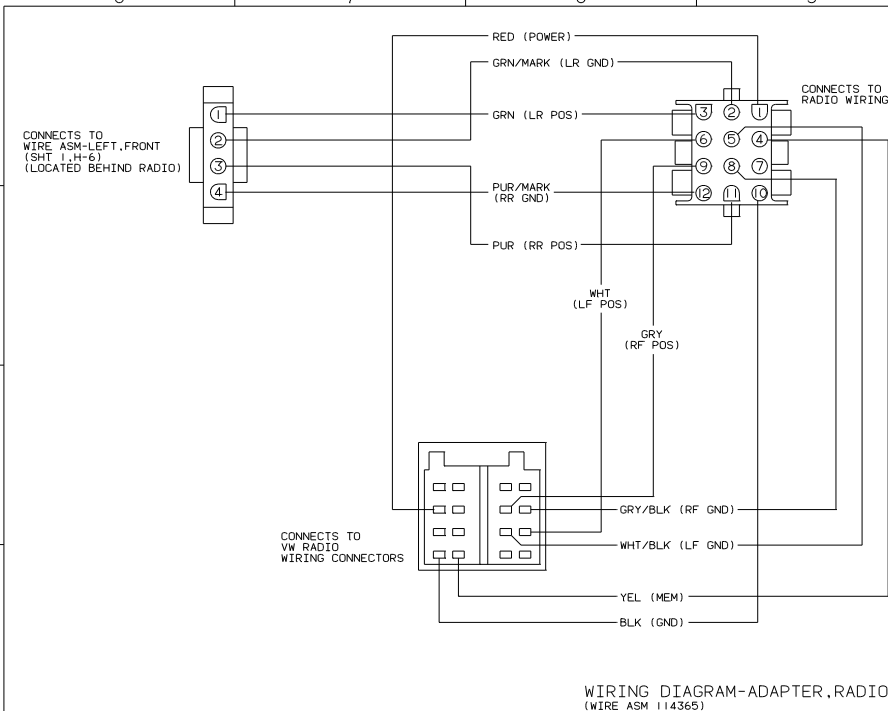 RED (POWER)
GRN/MARK (LR GND)
CONNECTS TO
RADIO WIRING
GRN (LR POS)
CONNECTS TO
WIRE ASM-LEFT,FRONT
(SHT 1,H-6)
(LOCATED BEHIND RADIO)
1
2
3
4
3 2 1
6 5 4
9 8 7
12 11 10
PUR/MARK
(RR GND)
PUR (RR POS)
WHT
(LF POS)
GRY
(RF POS)
GRY/BLK (RF GND)
CONNECTS TO
VW RADIO
WIRING CONNECTORS
WHT/BLK (LF GND)
YEL (MEM)
BLK (GND)
WIRING DIAGRAM-ADAPTER,RADIO
(WIRE ASM 114365)